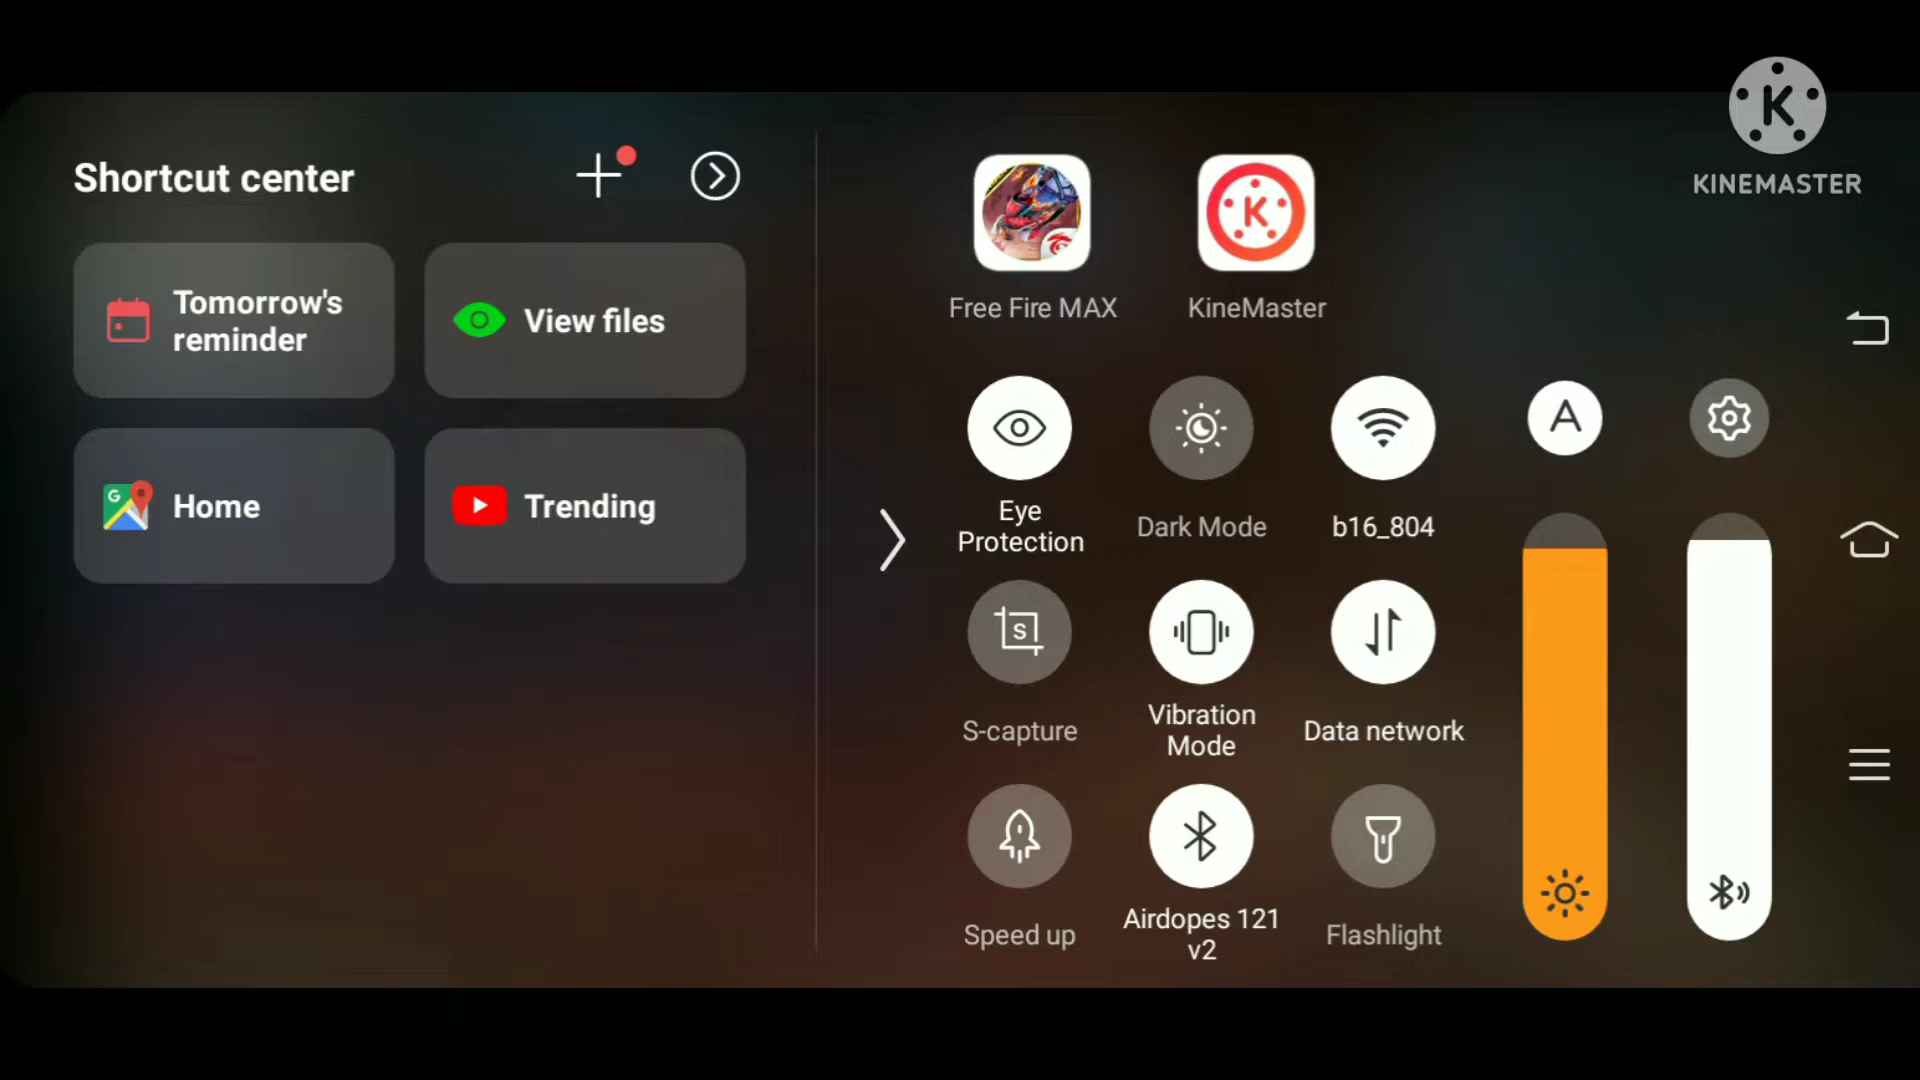 KINEMASTER
Shortcut center
Tomorrow's
reminder
View files
Home
Trending
Free Fire MAX
KineMaster
Eye
Protection
Dark Mode
b16_804
A
S-capture
Vibration
Mode
Data network
Speed up
Airdopes 121
v2
Flashlight